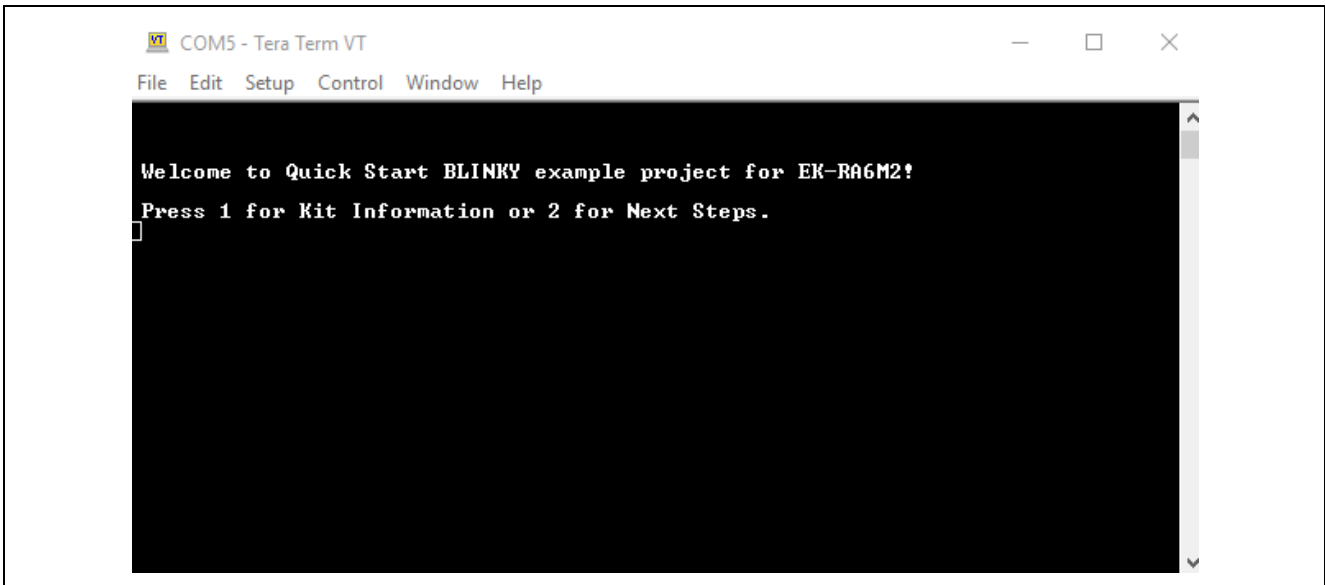 VT COM5 - Tera Term VT
File Edit Setup Control Window Help
Welcome to Quick Start BLINKY example project for EK-RA6M2!
Press 1 for Kit Information or 2 for Next Steps.